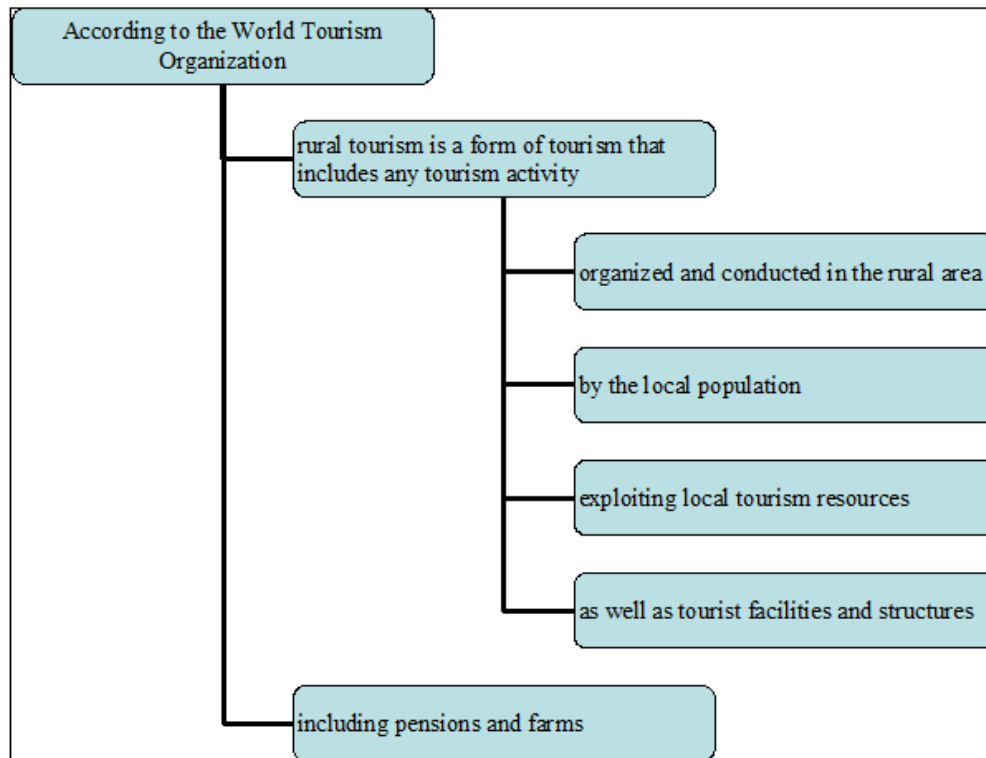 According to the World Tourism
Organization
rural tourism is a form of tourism that
includes any tourism activity
organized and conducted in the rural area
by the local population
exploiting local tourism resources
as well as tourist facilities and structures
including pensions and farms